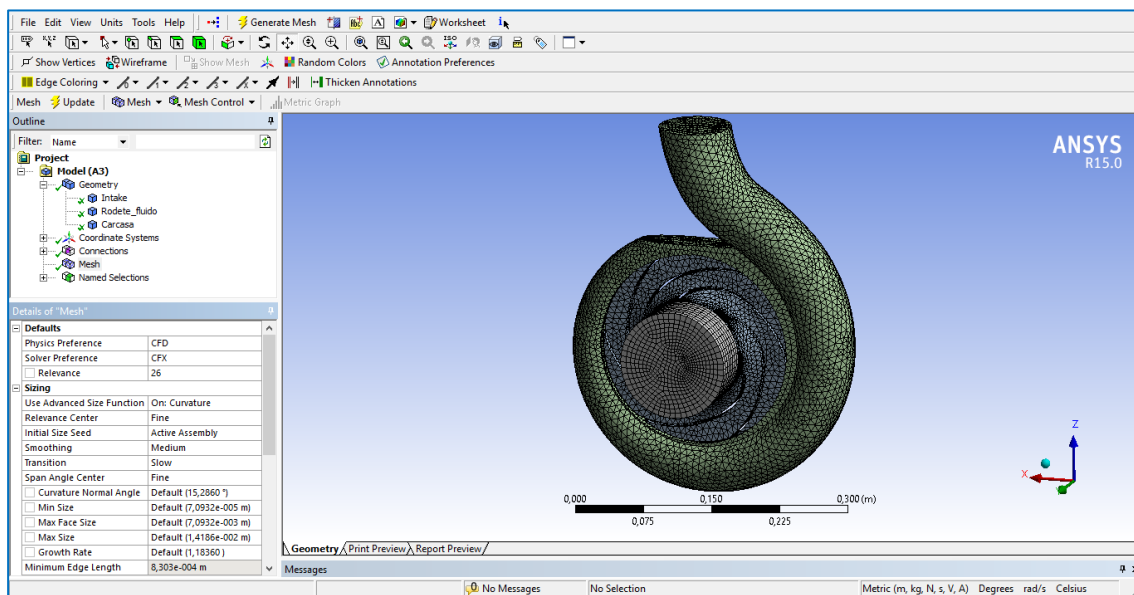 File Edit View Units Tools Help Generate Mesh A Worksheet i
ISO
Show Vertices Wireframe Show Mesh Random Colors Annotation Preferences
Edge Coloring Thicken Annotations
Mesh Update Mesh Mesh Control Metric Graph
Outline
Filter: Name
Project
Model (A3)
Geometry
Intake
Rodete_fluido
Carcasa
Coordinate Systems
Connections
Mesh
Named Selections
Details of "Mesh"
Defaults
Physics Preference CFD
Solver Preference CFX
Relevance 26
Sizing
Use Advanced Size Function On: Curvature
Relevance Center Fine
Initial Size Seed Active Assembly
Smoothing Medium
Transition Slow
Span Angle Center Fine
Curvature Normal Angle Default (15,2860 °)
Min Size Default (7,0932e-005 m)
Max Face Size Default (7,0932e-003 m)
Max Size Default (1,4186e-002 m)
Growth Rate Default (1,18360 )
Minimum Edge Length 8,303e-004 m
ANSYS
R15.0
Z
X
0,000 0,150 0,300 (m)
0,075 0,225
Geometry Print Preview Report Preview
Messages
No Messages No Selection Metric (m, kg, N, s, V, A) Degrees rad/s Celsius